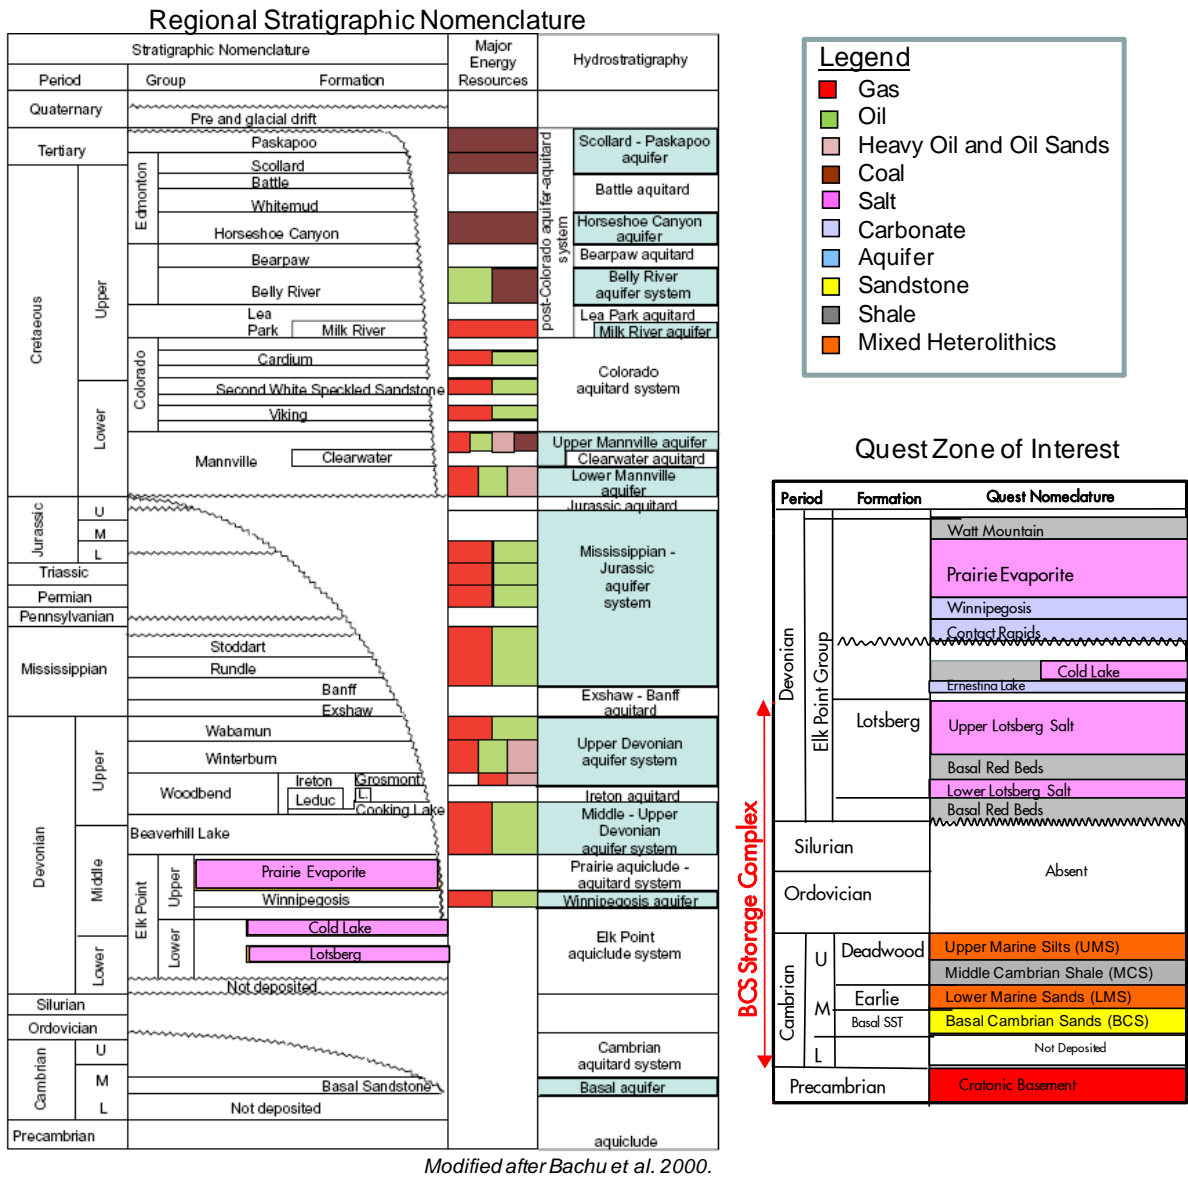 Regional Stratigraphic Nomenclature
Stratigraphic Nomenclature
Major
Energy
Resources
Hydrostratigraphy
Period
Group
Formation
Quaternary
Pre and glacial drift
Tertiary
Paskapoo
Scollard
Battle
Whitemud
Horseshoe Canyon
Edmonton
Bearpaw
Belly River
Lea
Park
Milk River
Cretaeous
Upper
Lower
Colorado
Cardium
Second White Speckled Sandstone
Viking
Mannville
Clearwater
Jurassic
U
M
L
Triassic
Permian
Pennsylvanian
Mississippian
Stoddart
Rundle
Banff
Exshaw
Devonian
Upper
Middle
Lower
Wabamun
Winterburn
Woodbend
Ireton
Leduc
Grosmont
L.
Cooking Lake
Beaverhill Lake
Elk Point
Upper
Lower
Prairie Evaporite
Winnipegosis
Cold Lake
Lotsberg
Not deposited
Silurian
Ordovician
Cambrian
U
M
L
Basal Sandstone
Not deposited
Precambrian
post-Colorado aquifer-aquitard
system
Scollard - Paskapoo
aquifer
Battle aquitard
Horseshoe Canyon
aquifer
Bearpaw aquitard
Belly River
aquifer system
Lea Park aquitard
Milk River aquifer
Colorado
aquitard system
Upper Mannville aquifer
Clearwater aquitard
Lower Mannville
aquifer
Jurassic aquitard
Mississippian -
Jurassic
aquifer
system
Exshaw - Banff
aquitard
Upper Devonian
aquifer system
Ireton aquitard
Middle - Upper
Devonian
aquifer system
Prairie aquiclude -
aquitard system
Winnipegosis aquifer
Elk Point
aquiclude system
Cambrian
aquitard system
Basal aquifer
aquiclude
Modified after Bachu et al. 2000.
Legend
Gas
Oil
Heavy Oil and Oil Sands
Coal
Salt
Carbonate
Aquifer
Sandstone
Shale
Mixed Heterolithics
Quest Zone of Interest
Period
Formation
Quest Nomeclature
Devonian
Elk Point Group
Watt Mountain
Prairie Evaporite
Winnipegosis
Contact Rapids
Cold Lake
Ernestina Lake
Lotsberg
Upper Lotsberg Salt
Basal Red Beds
Lower Lotsberg Salt
Basal Red Beds
Silurian
Ordovician
Absent
Cambrian
U
M
L
Deadwood
Earlie
Basal SST
Upper Marine Silts (UMS)
Middle Cambrian Shale (MCS)
Lower Marine Sands (LMS)
Basal Cambrian Sands (BCS)
Not Deposited
Precambrian
Cratonic Basement
BCS Storage Complex